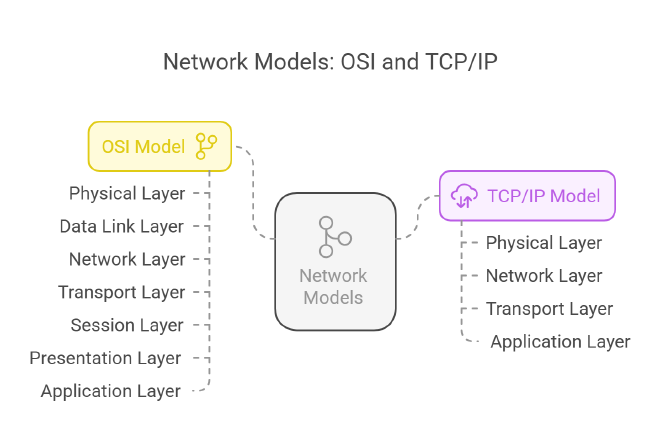 Network Models: OSI and TCP/IP
OSI Model
Physical Layer
Data Link Layer
Network Layer
Transport Layer
Session Layer
Presentation Layer
Application Layer
Network
Models
TCP/IP Model
Physical Layer
Network Layer
Transport Layer
Application Layer